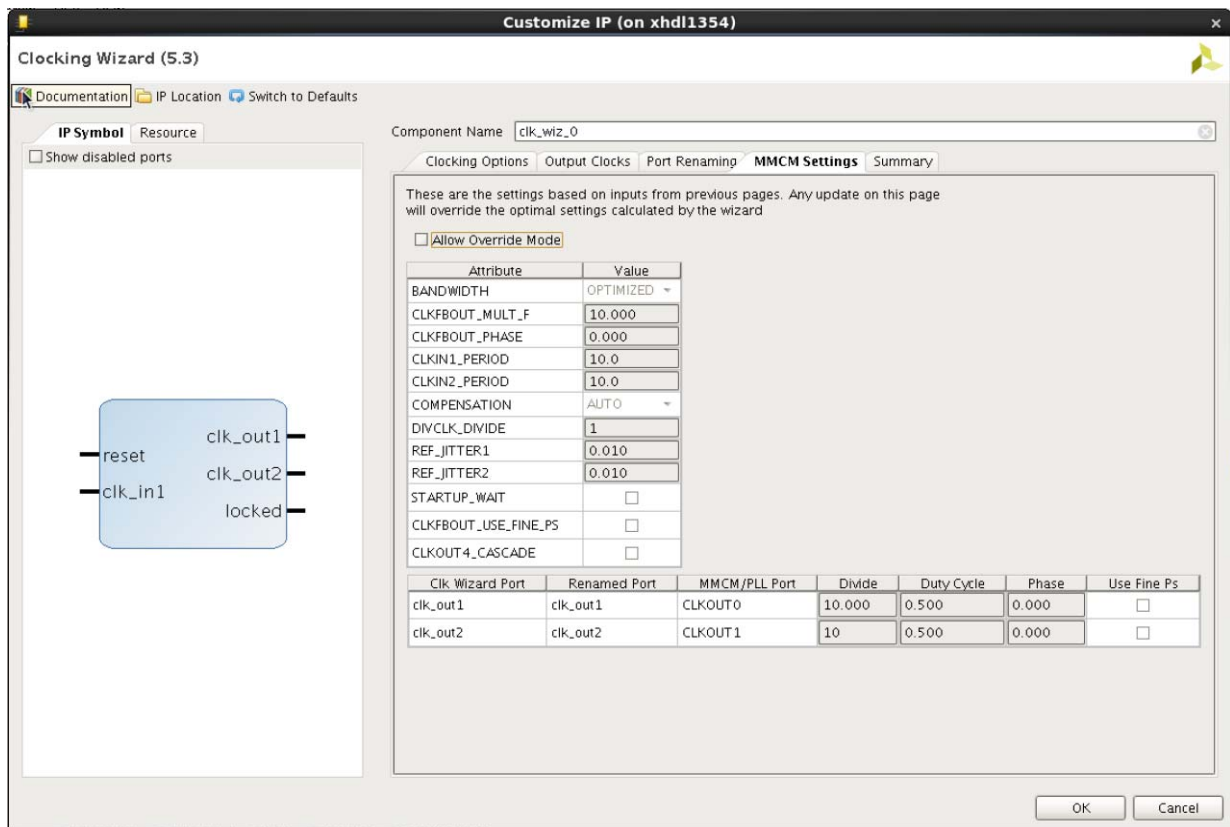 Customize IP (on xhdl1354)
Clocking Wizard (5.3)
Documentation IP Location Switch to Defaults
IP Symbol Resource
Show disabled ports
reset
clk_in1
clk_out1
clk_out2
locked
Component Name clk_wiz_0
Clocking Options Output Clocks Port Renaming MMCM Settings Summary
These are the settings based on inputs from previous pages. Any update on this page
will override the optimal settings calculated by the wizard
Allow Override Mode
Attribute Value
BANDWIDTH OPTIMIZED
CLKFBOUT_MULT_F 10.000
CLKFBOUT_PHASE 0.000
CLKIN1_PERIOD 10.0
CLKIN2_PERIOD 10.0
COMPENSATION AUTO
DIVCLK_DIVIDE 1
REF_JITTER1 0.010
REF_JITTER2 0.010
STARTUP_WAIT
CLKFBOUT_USE_FINE_PS
CLKOUT4_CASCADE
Clk Wizard Port Renamed Port MMCM/PLL Port Divide Duty Cycle Phase Use Fine Ps
clk_out1 clk_out1 CLKOUT0 10.000 0.500 0.000
clk_out2 clk_out2 CLKOUT1 10 0.500 0.000
OK Cancel